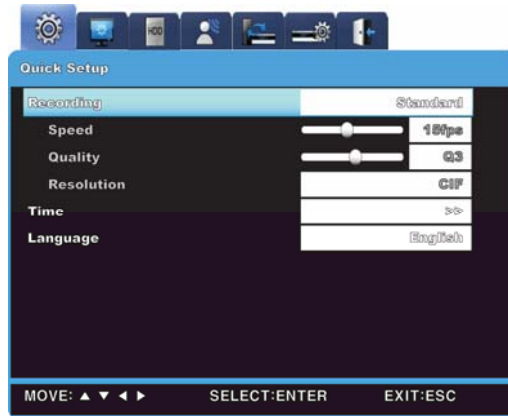 HDD
Quick Setup
Recording Standard
Speed 15fps
Quality Q3
Resolution CIF
Time >>
Language English
MOVE: ▲ ▼ ◀ ▶ SELECT:ENTER EXIT:ESC